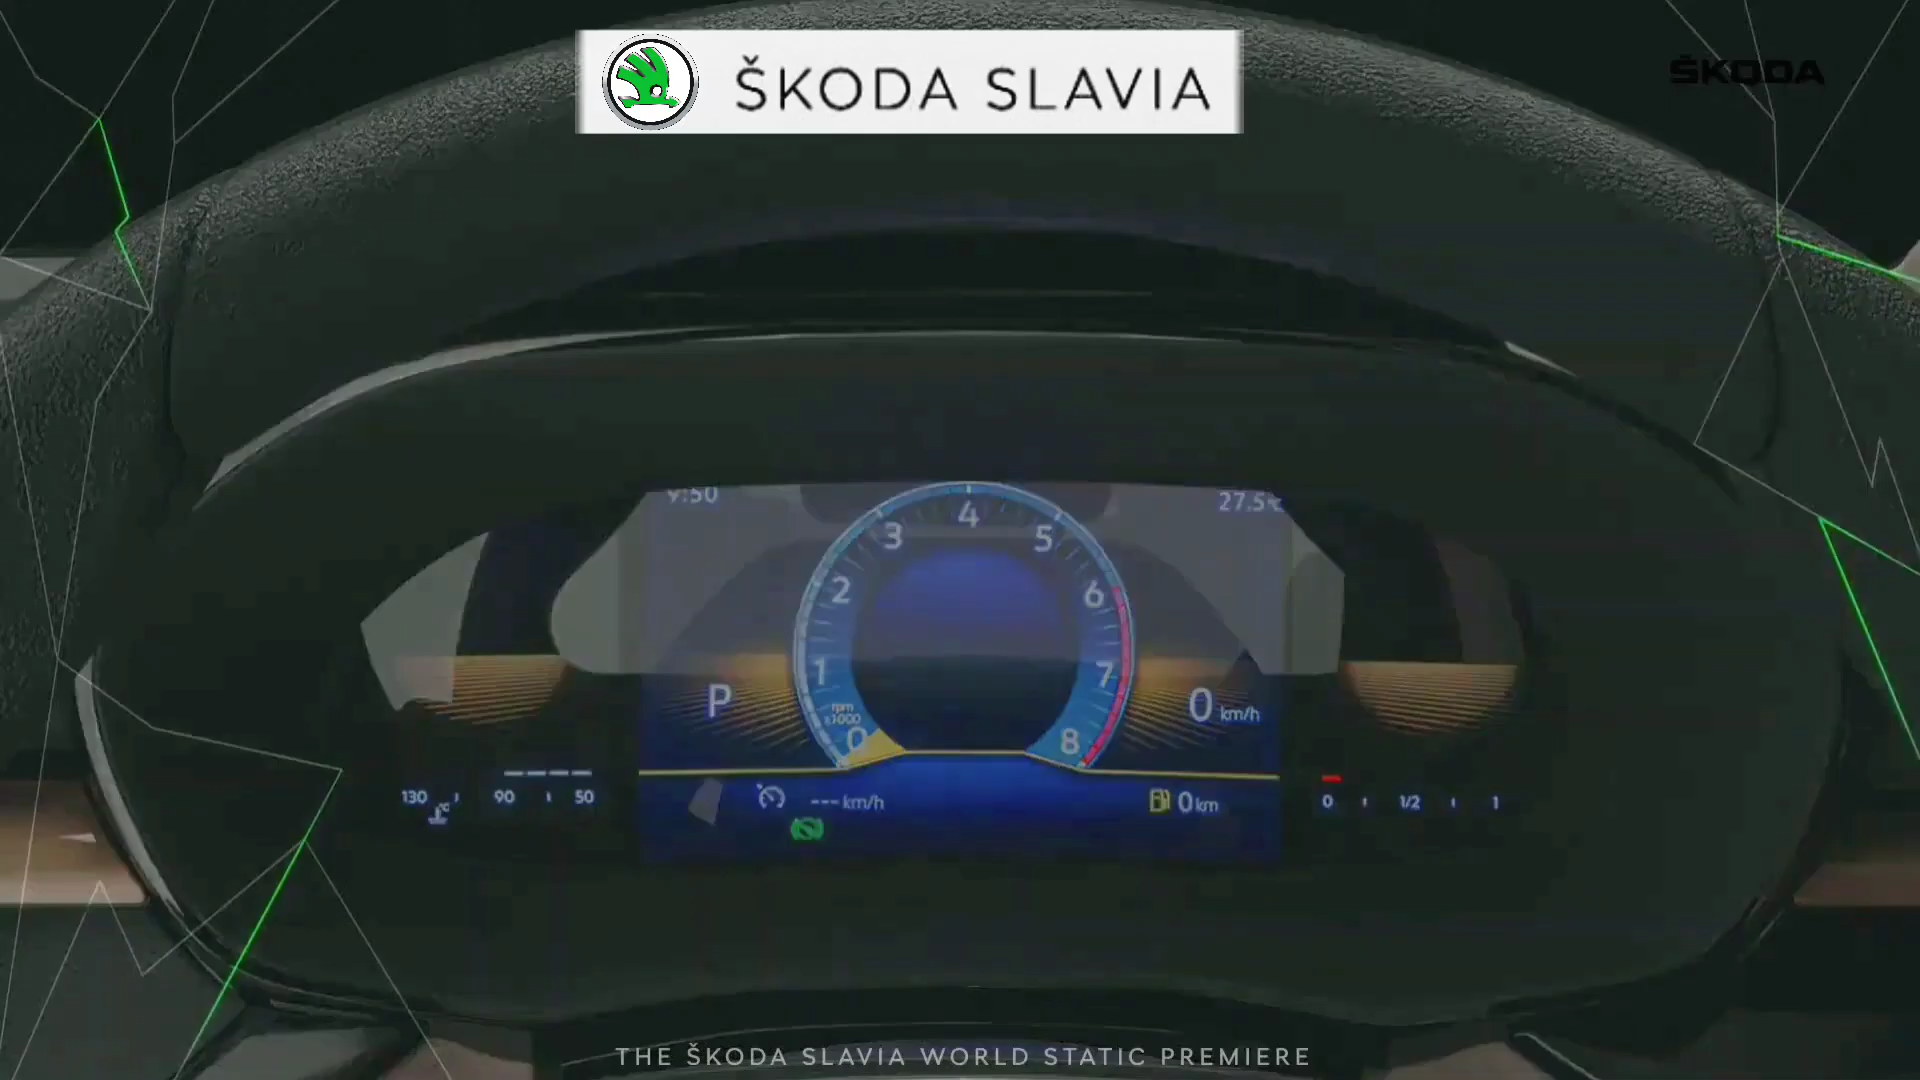 ŠKODA SLAVIA
ŠKODA
9:50
27.5
4
3
5
2
6
1
7
P
rpm
x1000
0
8
0 km/h
130 °C
90
50
--- km/h
0 km
0
1/2
1
THE ŠKODA SLAVIA WORLD STATIC PREMIERE